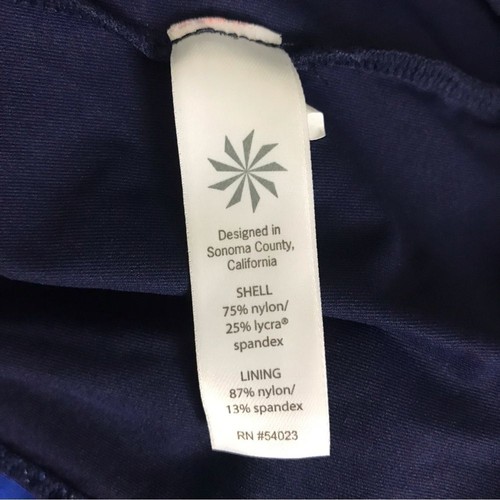 Designed in
Sonoma County,
California
SHELL
75% nylon/
25% lycra®
spandex
LINING
87% nylon/
13% spandex
RN #54023